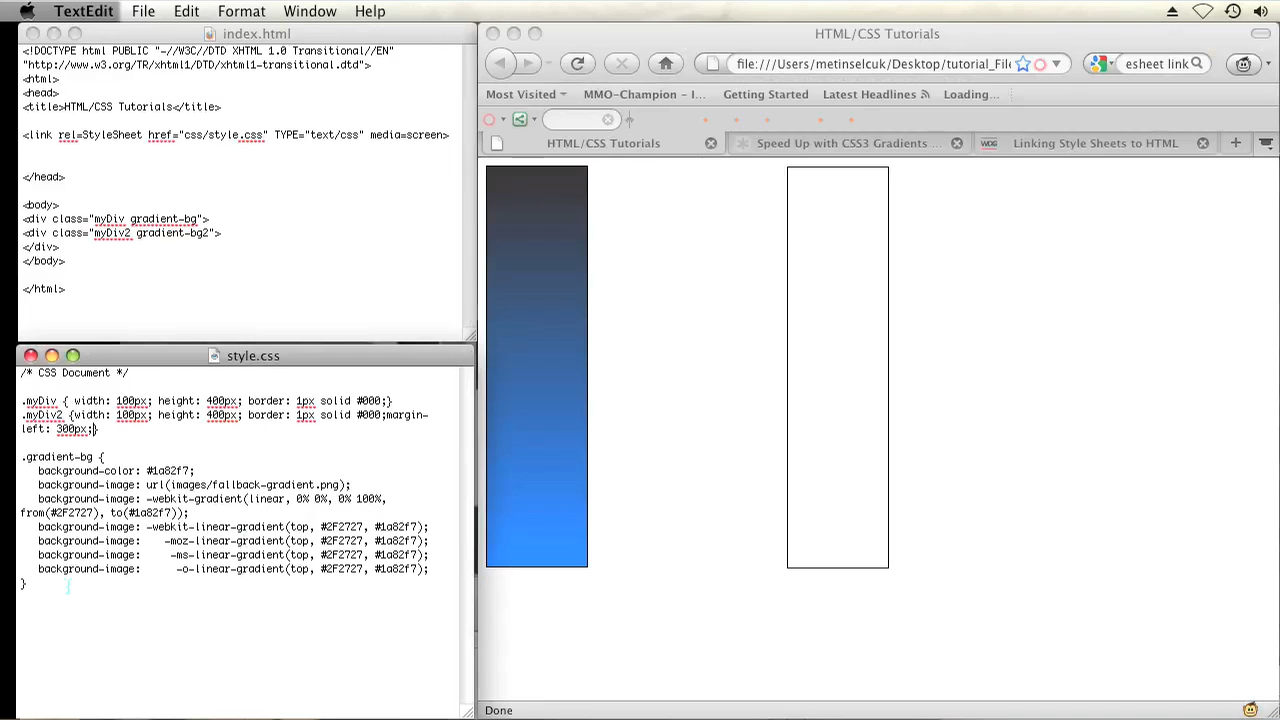 TextEdit File Edit Format Window Help
index.html
<!DOCTYPE html PUBLIC "-//W3C//DTD XHTML 1.0 Transitional//EN"
"http://www.w3.org/TR/xhtml1/DTD/xhtml1-transitional.dtd">
<html>
<head>
<title>HTML/CSS Tutorials</title>
<link rel=StyleSheet href="css/style.css" TYPE="text/css" media=screen>
</head>
<body>
<div class="myDiv gradient-bg">
<div class="myDiv2 gradient-bg2">
</div>
</body>
</html>
style.css
/* CSS Document */
.myDiv { width: 100px; height: 400px; border: 1px solid #000;}
.myDiv2 {width: 100px; height: 400px; border: 1px solid #000;margin-
left: 300px;}
.gradient-bg {
background-color: #1a82f7;
background-image: url(images/fallback-gradient.png);
background-image: -webkit-gradient(linear, 0% 0%, 0% 100%,
from(#2F2727), to(#1a82f7));
background-image: -webkit-linear-gradient(top, #2F2727, #1a82f7);
background-image: -moz-linear-gradient(top, #2F2727, #1a82f7);
background-image: -ms-linear-gradient(top, #2F2727, #1a82f7);
background-image: -o-linear-gradient(top, #2F2727, #1a82f7);
}
HTML/CSS Tutorials
file:///Users/metinselcuk/Desktop/tutorial_File esheet link
Most Visited MMO-Champion - I... Getting Started Latest Headlines Loading...
HTML/CSS Tutorials Speed Up with CSS3 Gradients ... WDG Linking Style Sheets to HTML
Done